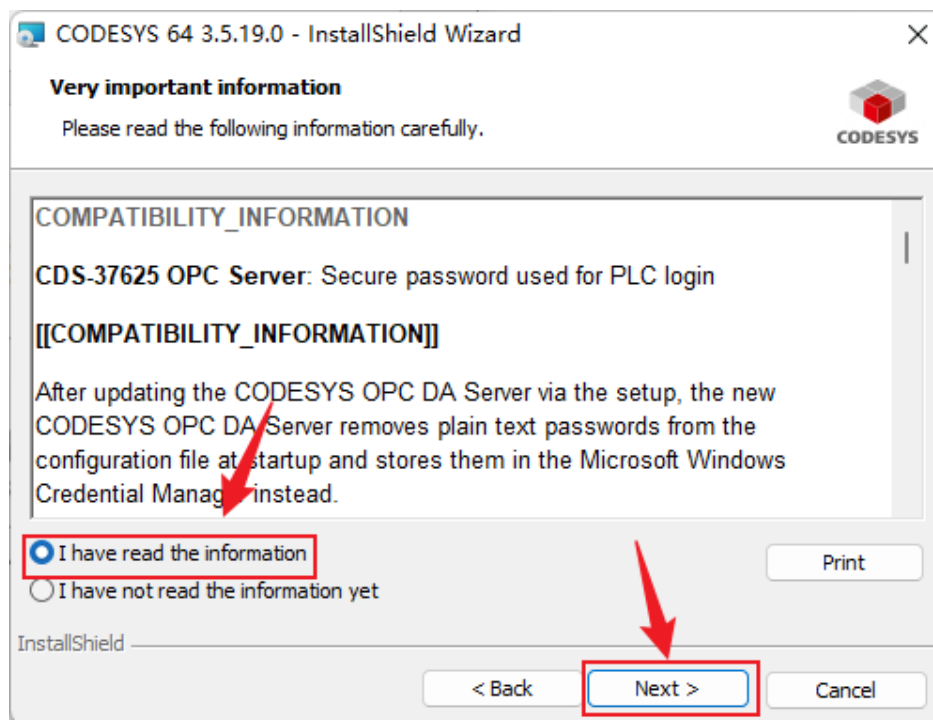 CODESYS 64 3.5.19.0 - InstallShield Wizard
Very important information
Please read the following information carefully.
CODESYS
COMPATIBILITY_INFORMATION
CDS-37625 OPC Server: Secure password used for PLC login
[[COMPATIBILITY_INFORMATION]]
After updating the CODESYS OPC DA Server via the setup, the new
CODESYS OPC DA Server removes plain text passwords from the
configuration file at startup and stores them in the Microsoft Windows
Credential Manager instead.
I have read the information
Print
I have not read the information yet
InstallShield
< Back
Next >
Cancel